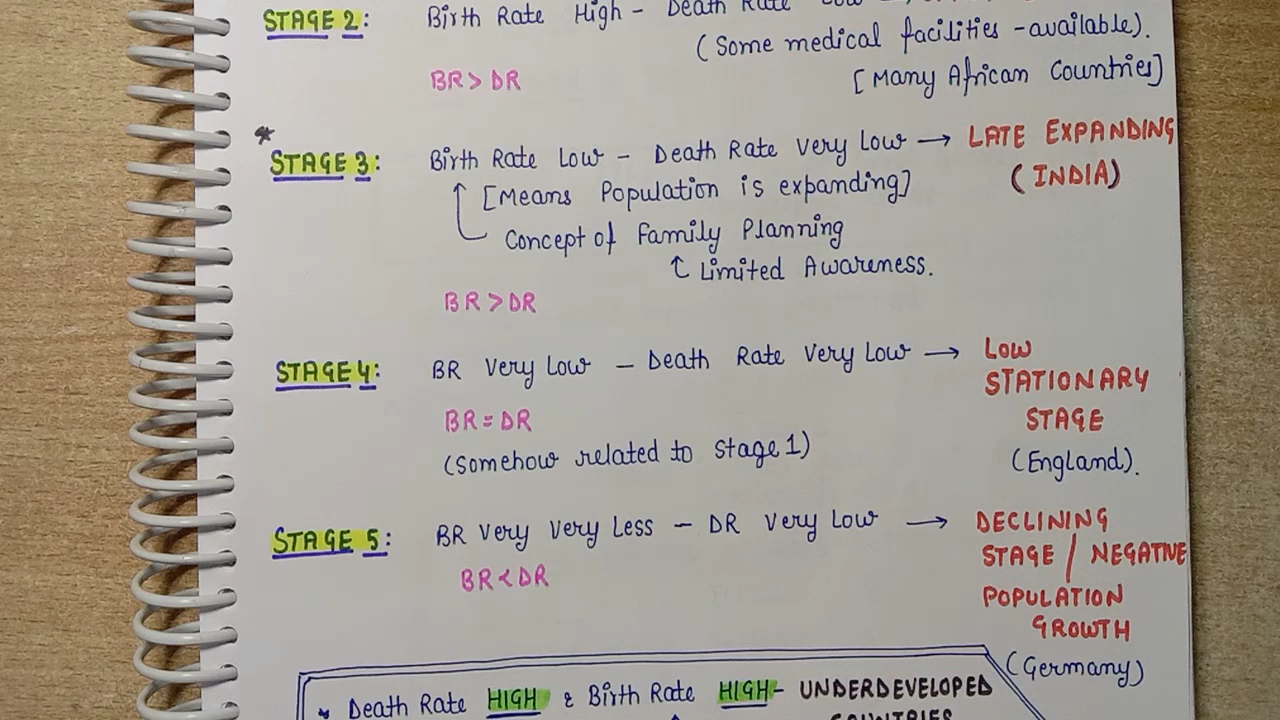 STAGE 2: Birth Rate High - Death Rate
(Some medical facilities - available).
BR > DR [Many African Countries]
* STAGE 3: Birth Rate Low - Death Rate Very Low → LATE EXPANDING
[Means Population is expanding] (INDIA)
Concept of Family Planning
↑ Limited Awareness.
BR > DR
STAGE 4: BR Very Low - Death Rate Very Low → LOW
STATIONARY
BR = DR STAGE
(Somehow related to Stage 1) (England).
STAGE 5: BR Very Very Less - DR Very Low → DECLINING
STAGE / NEGATIVE
BR < DR POPULATION
GROWTH
(Germany)
* Death Rate HIGH & Birth Rate HIGH - UNDERDEVELOPED
COUNTRIES